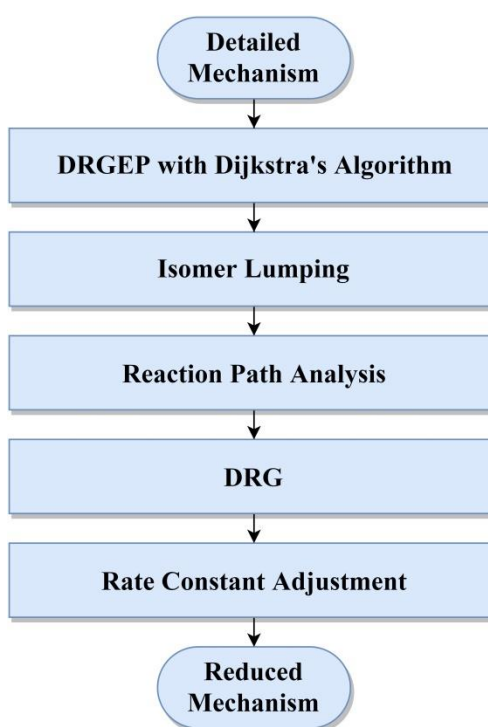 Detailed
Mechanism
DRGEP with Dijkstra's Algorithm
Isomer Lumping
Reaction Path Analysis
DRG
Rate Constant Adjustment
Reduced
Mechanism